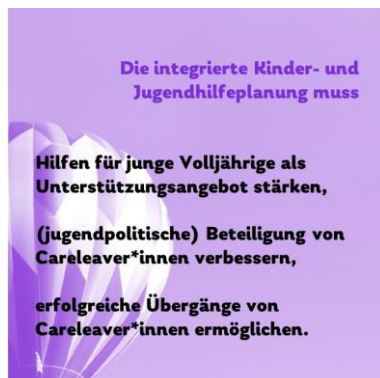 Die integrierte Kinder- und
Jugendhilfeplanung muss
Hilfen für junge Volljährige als
Unterstützungsangebot stärken,
(jugendpolitische) Beteiligung von
Careleaver*innen verbessern,
erfolgreiche Übergänge von
Careleaver*innen ermöglichen.